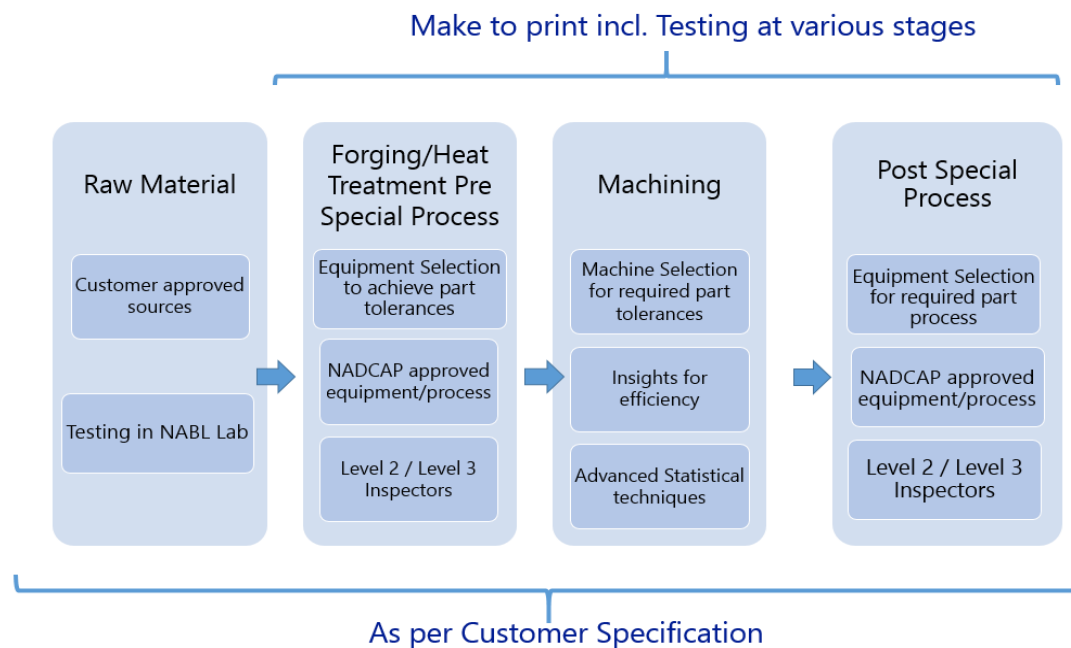 Make to print incl. Testing at various stages
Raw Material
Customer approved
sources
Testing in NABL Lab
Forging/Heat
Treatment Pre
Special Process
Equipment Selection
to achieve part
tolerances
NADCAP approved
equipment/process
Level 2 / Level 3
Inspectors
Machining
Machine Selection
for required part
tolerances
Insights for
efficiency
Advanced Statistical
techniques
Post Special
Process
Equipment Selection
for required part
process
NADCAP approved
equipment/process
Level 2 / Level 3
Inspectors
As per Customer Specification